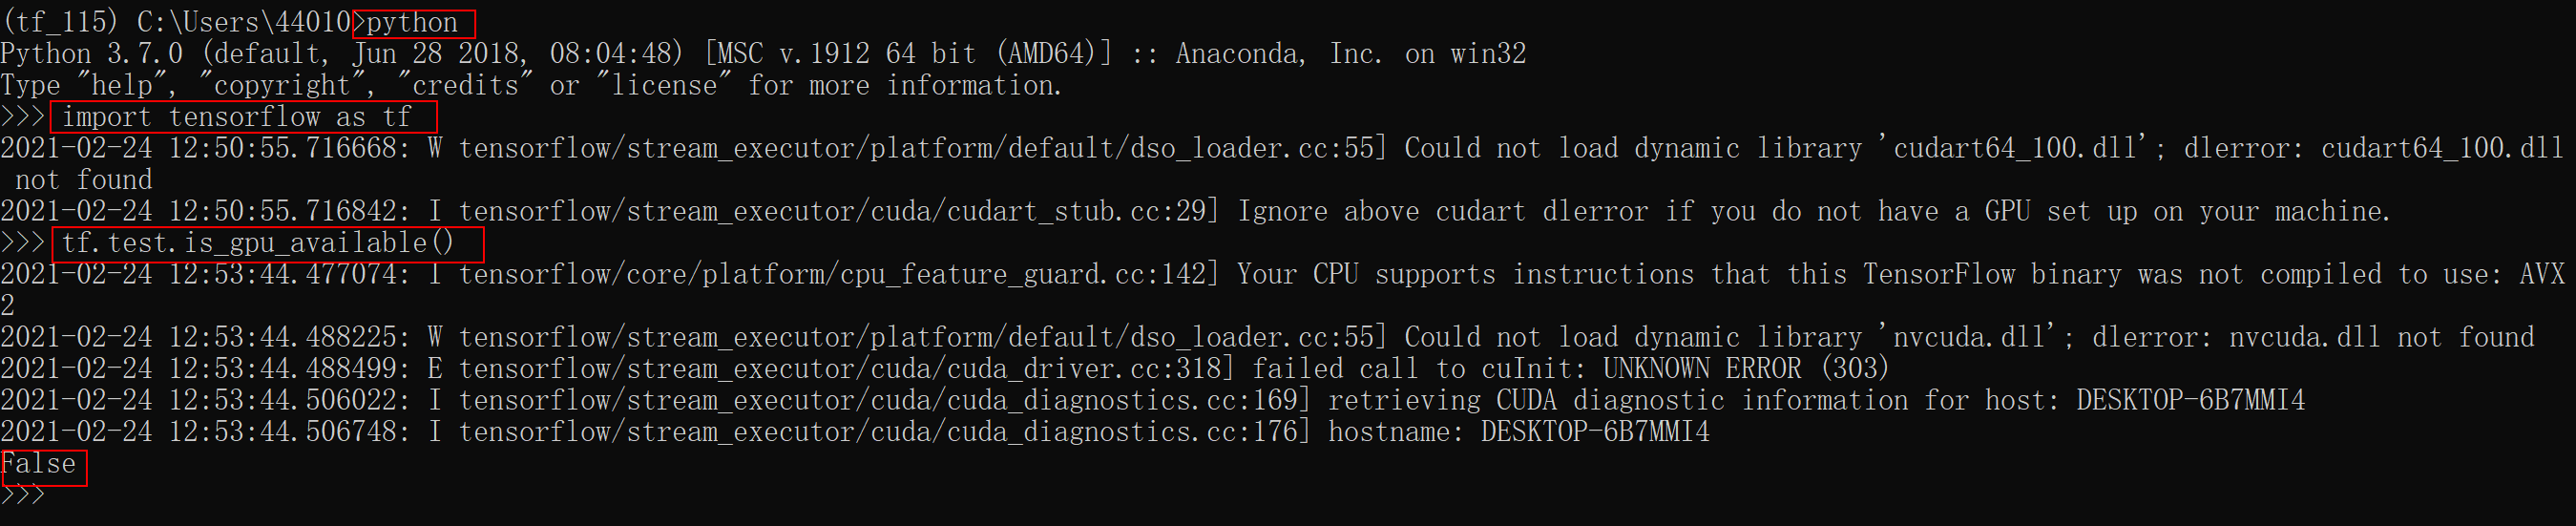 (tf_115) C:\Users\44010>python
Python 3.7.0 (default, Jun 28 2018, 08:04:48) [MSC v.1912 64 bit (AMD64)] :: Anaconda, Inc. on win32
Type "help", "copyright", "credits" or "license" for more information.
>>> import tensorflow as tf
2021-02-24 12:50:55.716668: W tensorflow/stream_executor/platform/default/dso_loader.cc:55] Could not load dynamic library 'cudart64_100.dll'; dlerror: cudart64_100.dll
 not found
2021-02-24 12:50:55.716842: I tensorflow/stream_executor/cuda/cudart_stub.cc:29] Ignore above cudart dlerror if you do not have a GPU set up on your machine.
>>> tf.test.is_gpu_available()
2021-02-24 12:53:44.477074: I tensorflow/core/platform/cpu_feature_guard.cc:142] Your CPU supports instructions that this TensorFlow binary was not compiled to use: AVX
2
2021-02-24 12:53:44.488225: W tensorflow/stream_executor/platform/default/dso_loader.cc:55] Could not load dynamic library 'nvcuda.dll'; dlerror: nvcuda.dll not found
2021-02-24 12:53:44.488499: E tensorflow/stream_executor/cuda/cuda_driver.cc:318] failed call to cuInit: UNKNOWN ERROR (303)
2021-02-24 12:53:44.506022: I tensorflow/stream_executor/cuda/cuda_diagnostics.cc:169] retrieving CUDA diagnostic information for host: DESKTOP-6B7MMI4
2021-02-24 12:53:44.506748: I tensorflow/stream_executor/cuda/cuda_diagnostics.cc:176] hostname: DESKTOP-6B7MMI4
False
>>>